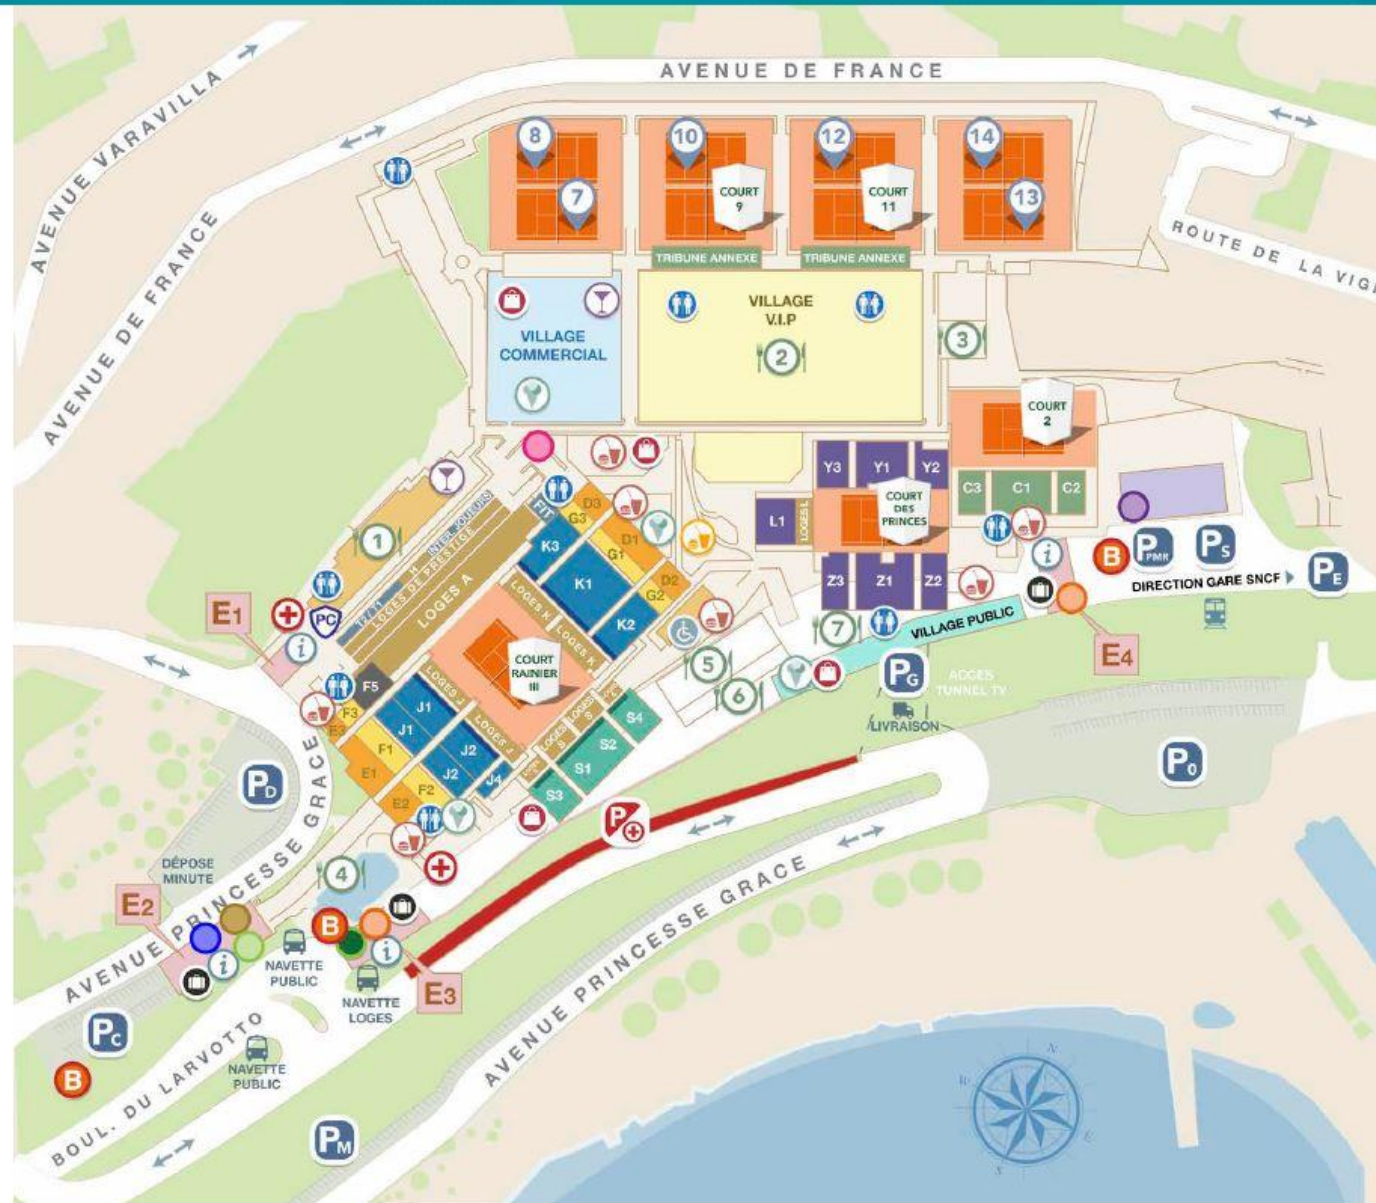 AVENUE DE FRANCE
AVENUE VARAVILLA
AVENUE DE FRANCE
ROUTE DE LA VIGI
8
10
12
14
7
COURT
9
COURT
11
13
TRIBUNE ANNEXE
TRIBUNE ANNEXE
VILLAGE
COMMERCIAL
VILLAGE
V.I.P
2
3
COURT
2
C3
C1
C2
Y3
Y1
Y2
COURT
DES
PRINCES
L1
LOGES L
Z3
Z1
Z2
1
INTER JOUEURS
H
LOGES DE PRESTIGE
LOGES A
FIT
D3
G3
D1
G1
D2
G2
K3
K1
K2
LOGES K
LOGES K
COURT
RAINIER
III
E1
PC
i
F5
F3
E3
J1
J1
LOGES J
LOGES J
J2
J2
J4
F1
E1
F2
E2
LOGES
S
LOGES
S
S4
S2
S1
S3
5
6
7
VILLAGE PUBLIC
i
B
PPMR
PS
PE
DIRECTION GARE SNCF
E4
PG
ACCES
TUNNEL TV
LIVRAISON
PO
PD
P
AVENUE PRINCESSE GRACE
DÉPOSE
MINUTE
4
E2
i
NAVETTE
PUBLIC
B
i
NAVETTE
LOGES
E3
AVENUE PRINCESSE GRACE
PC
B
BOUL. DU LARVOTTO
NAVETTE
PUBLIC
PM
N
W
E
S